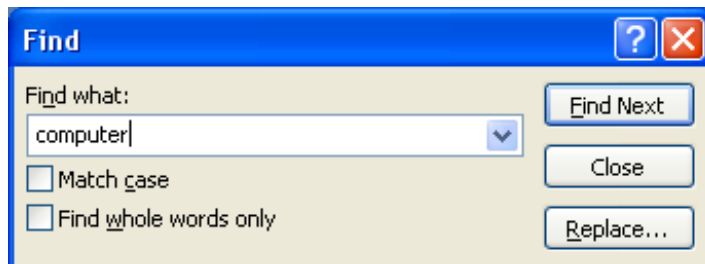 Find
Find what:
computer
Match case
Find whole words only
Find Next
Close
Replace...